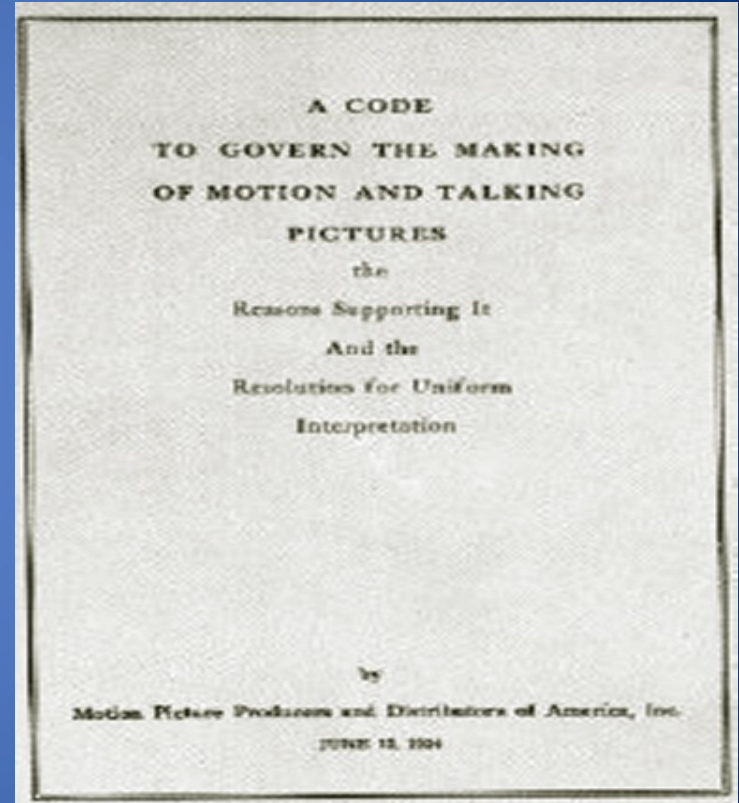 A CODE
TO GOVERN THE MAKING
OF MOTION AND TALKING
PICTURES
the
Reasons Supporting It
And the
Resolution for Uniform
Interpretation
by
Motion Picture Producers and Distributors of America, Inc.
JUNE 13, 1934